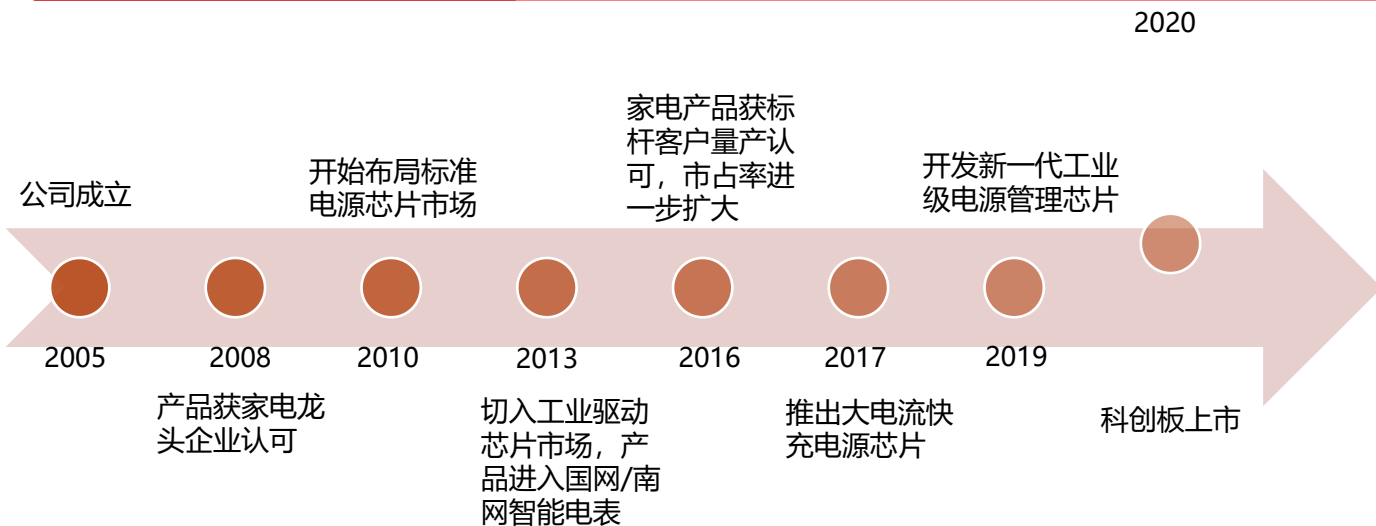 2020
家电产品获标
杆客户量产认
可，市占率进
一步扩大
开始布局标准
电源芯片市场
开发新一代工业
级电源管理芯片
公司成立
2005
2008
2010
2013
2016
2017
2019
产品获家电龙
头企业认可
切入工业驱动
芯片市场，产
品进入国网/南
网智能电表
推出大电流快
充电源芯片
科创板上市